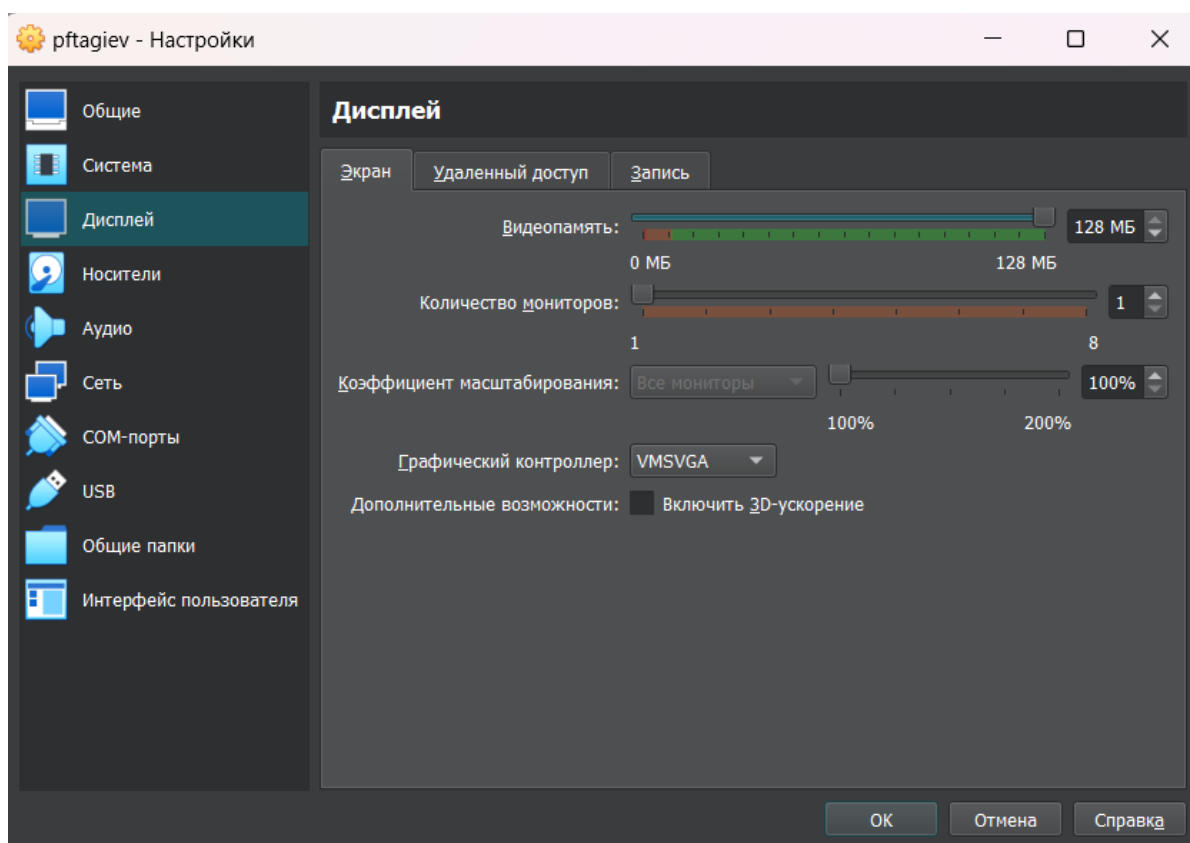 pftagiev - Настройки
Общие
Система
Дисплей
Носители
Аудио
Сеть
COM-порты
USB
Общие папки
Интерфейс пользователя
Дисплей
Экран Удаленный доступ Запись
Видеопамять: 128 МБ
0 МБ 128 МБ
Количество мониторов: 1
1 8
Коэффициент масштабирования: Все мониторы 100%
100% 200%
Графический контроллер: VMSVGA
Дополнительные возможности: Включить 3D-ускорение
ОК Отмена Справка